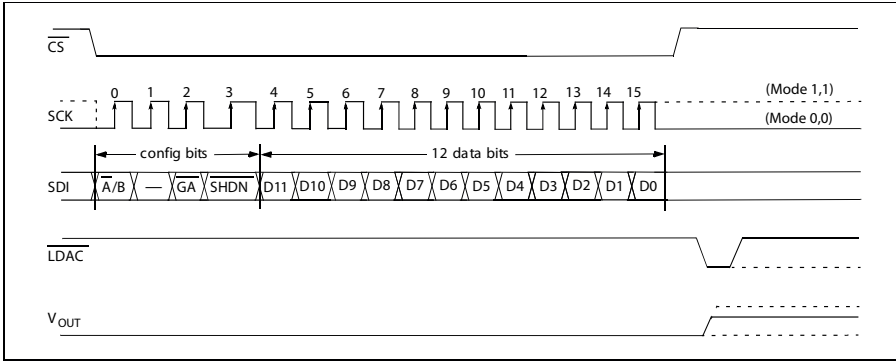 CS
0 1 2 3 4 5 6 7 8 9 10 11 12 13 14 15
(Mode 1,1)
SCK
(Mode 0,0)
config bits 12 data bits
SDI A/B — GA SHDN D11 D10 D9 D8 D7 D6 D5 D4 D3 D2 D1 D0
LDAC
VOUT